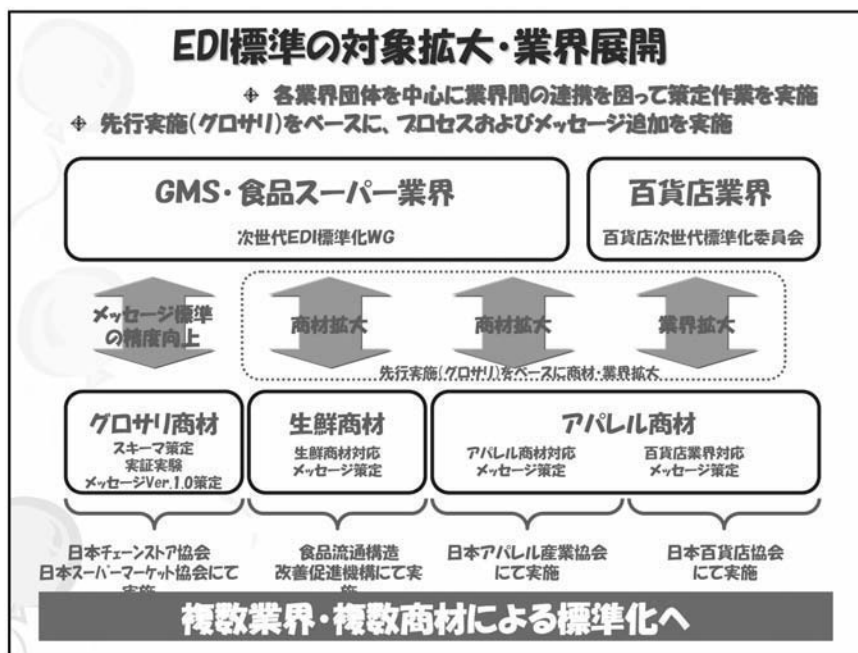 EDI標準の対象拡大・業界展開
各業界団体を中心に業界間の連携を図って策定作業を実施
先行実施(グロサリ)をベースに、プロセスおよびメッセージ追加を実施
GMS・食品スーパー業界
次世代EDI標準化WG
百貨店業界
百貨店次世代標準化委員会
メッセージ標準
の精度向上
商材拡大
商材拡大
業界拡大
先行実施(グロサリ)をベースに商材・業界拡大
グロサリ商材
スキーマ策定
実証実験
メッセージVer.1.0策定
生鮮商材
生鮮商材対応
メッセージ策定
アパレル商材
アパレル商材対応
メッセージ策定
百貨店業界対応
メッセージ策定
日本チェーンストア協会
日本スーパーマーケット協会にて
実施
食品流通構造
改善促進機構にて実
施
日本アパレル産業協会
にて実施
日本百貨店協会
にて実施
複数業界・複数商材による標準化へ